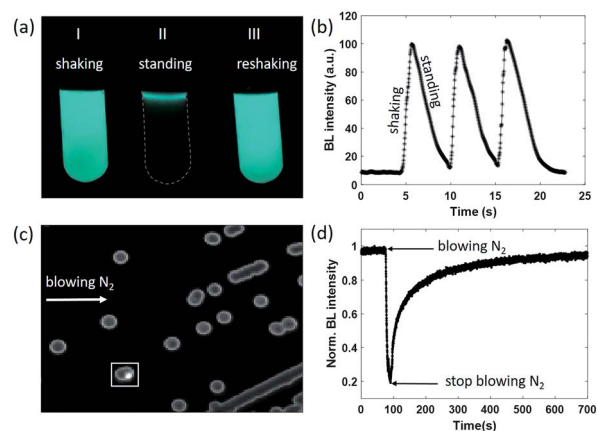 (a)
I II III
shaking standing reshaking
(b)
BL intensity (a.u.)
120
100
80
60
40
20
0
shaking
standing
0 5 10 15 20 25
Time (s)
(c)
blowing N₂
(d)
Norm. BL intensity
1
0.8
0.6
0.4
0.2
blowing N₂
stop blowing N₂
0 100 200 300 400 500 600 700
Time(s)